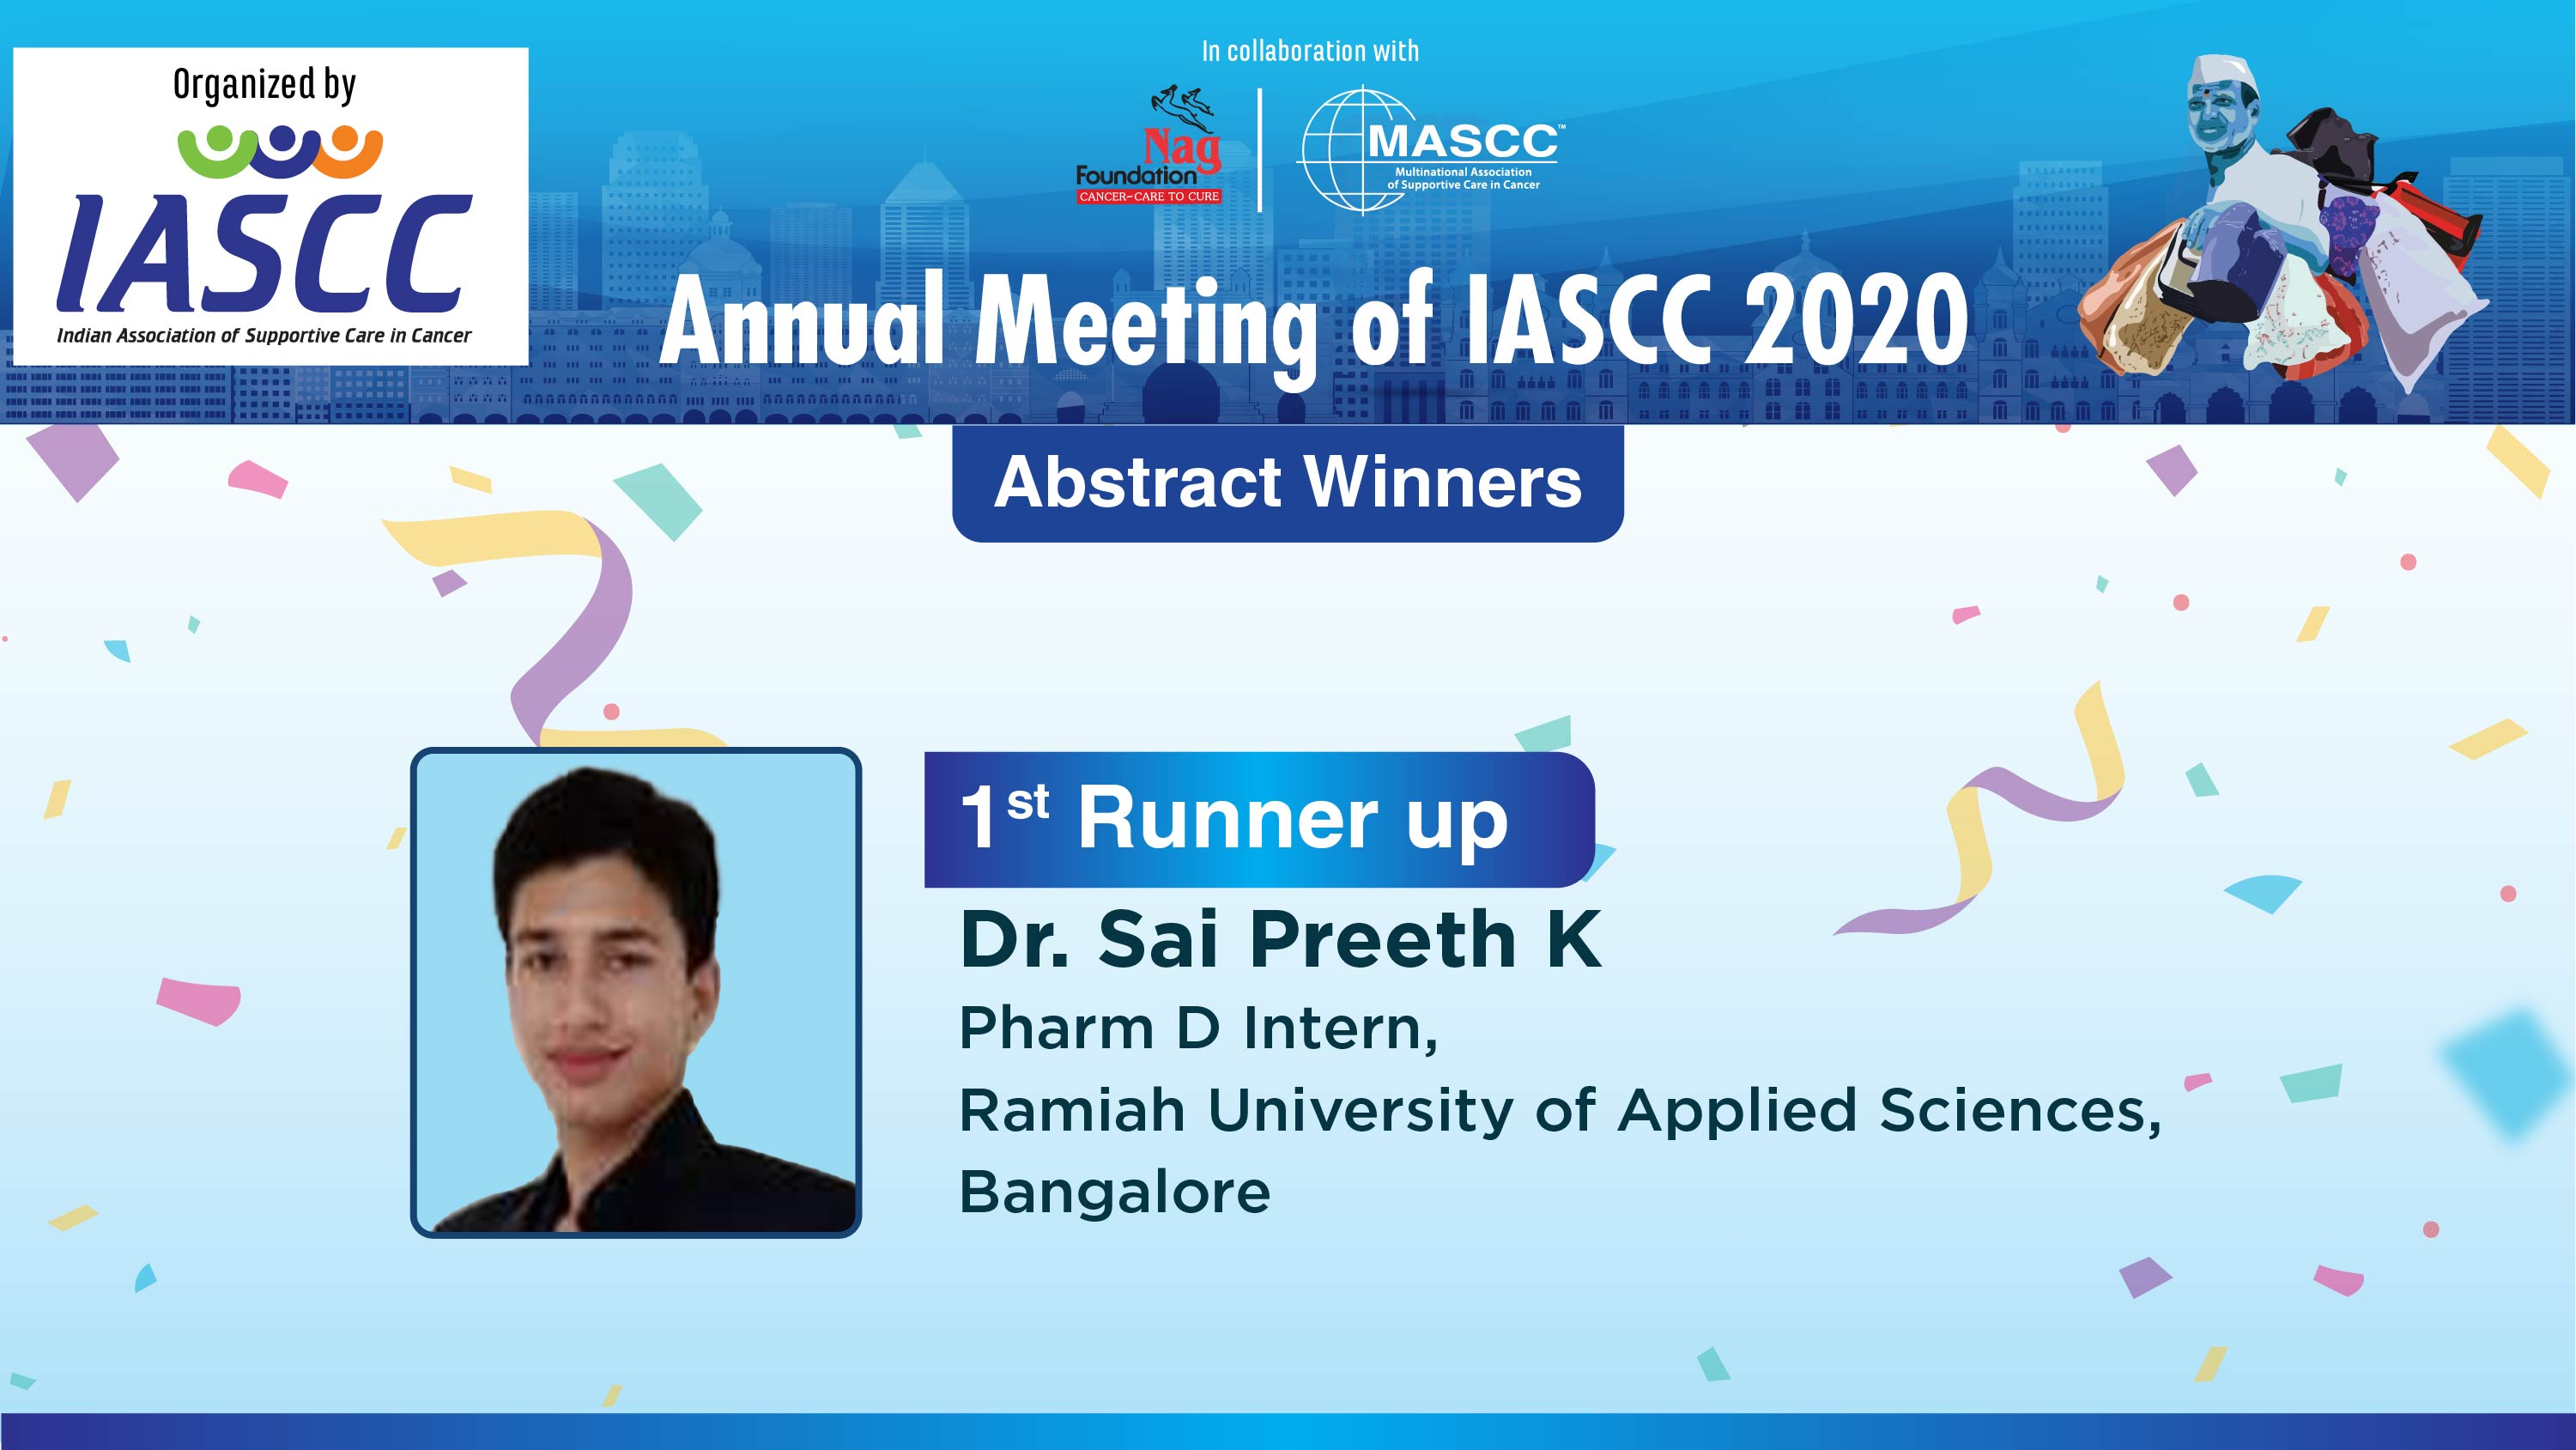 Organized by
IASCC
Indian Association of Supportive Care in Cancer
In collaboration with
Nag
Foundation
CANCER~CARE TO CURE
MASCC™
Multinational Association
of Supportive Care in Cancer
Annual Meeting of IASCC 2020
Abstract Winners
1st Runner up
Dr. Sai Preeth K
Pharm D Intern,
Ramiah University of Applied Sciences,
Bangalore